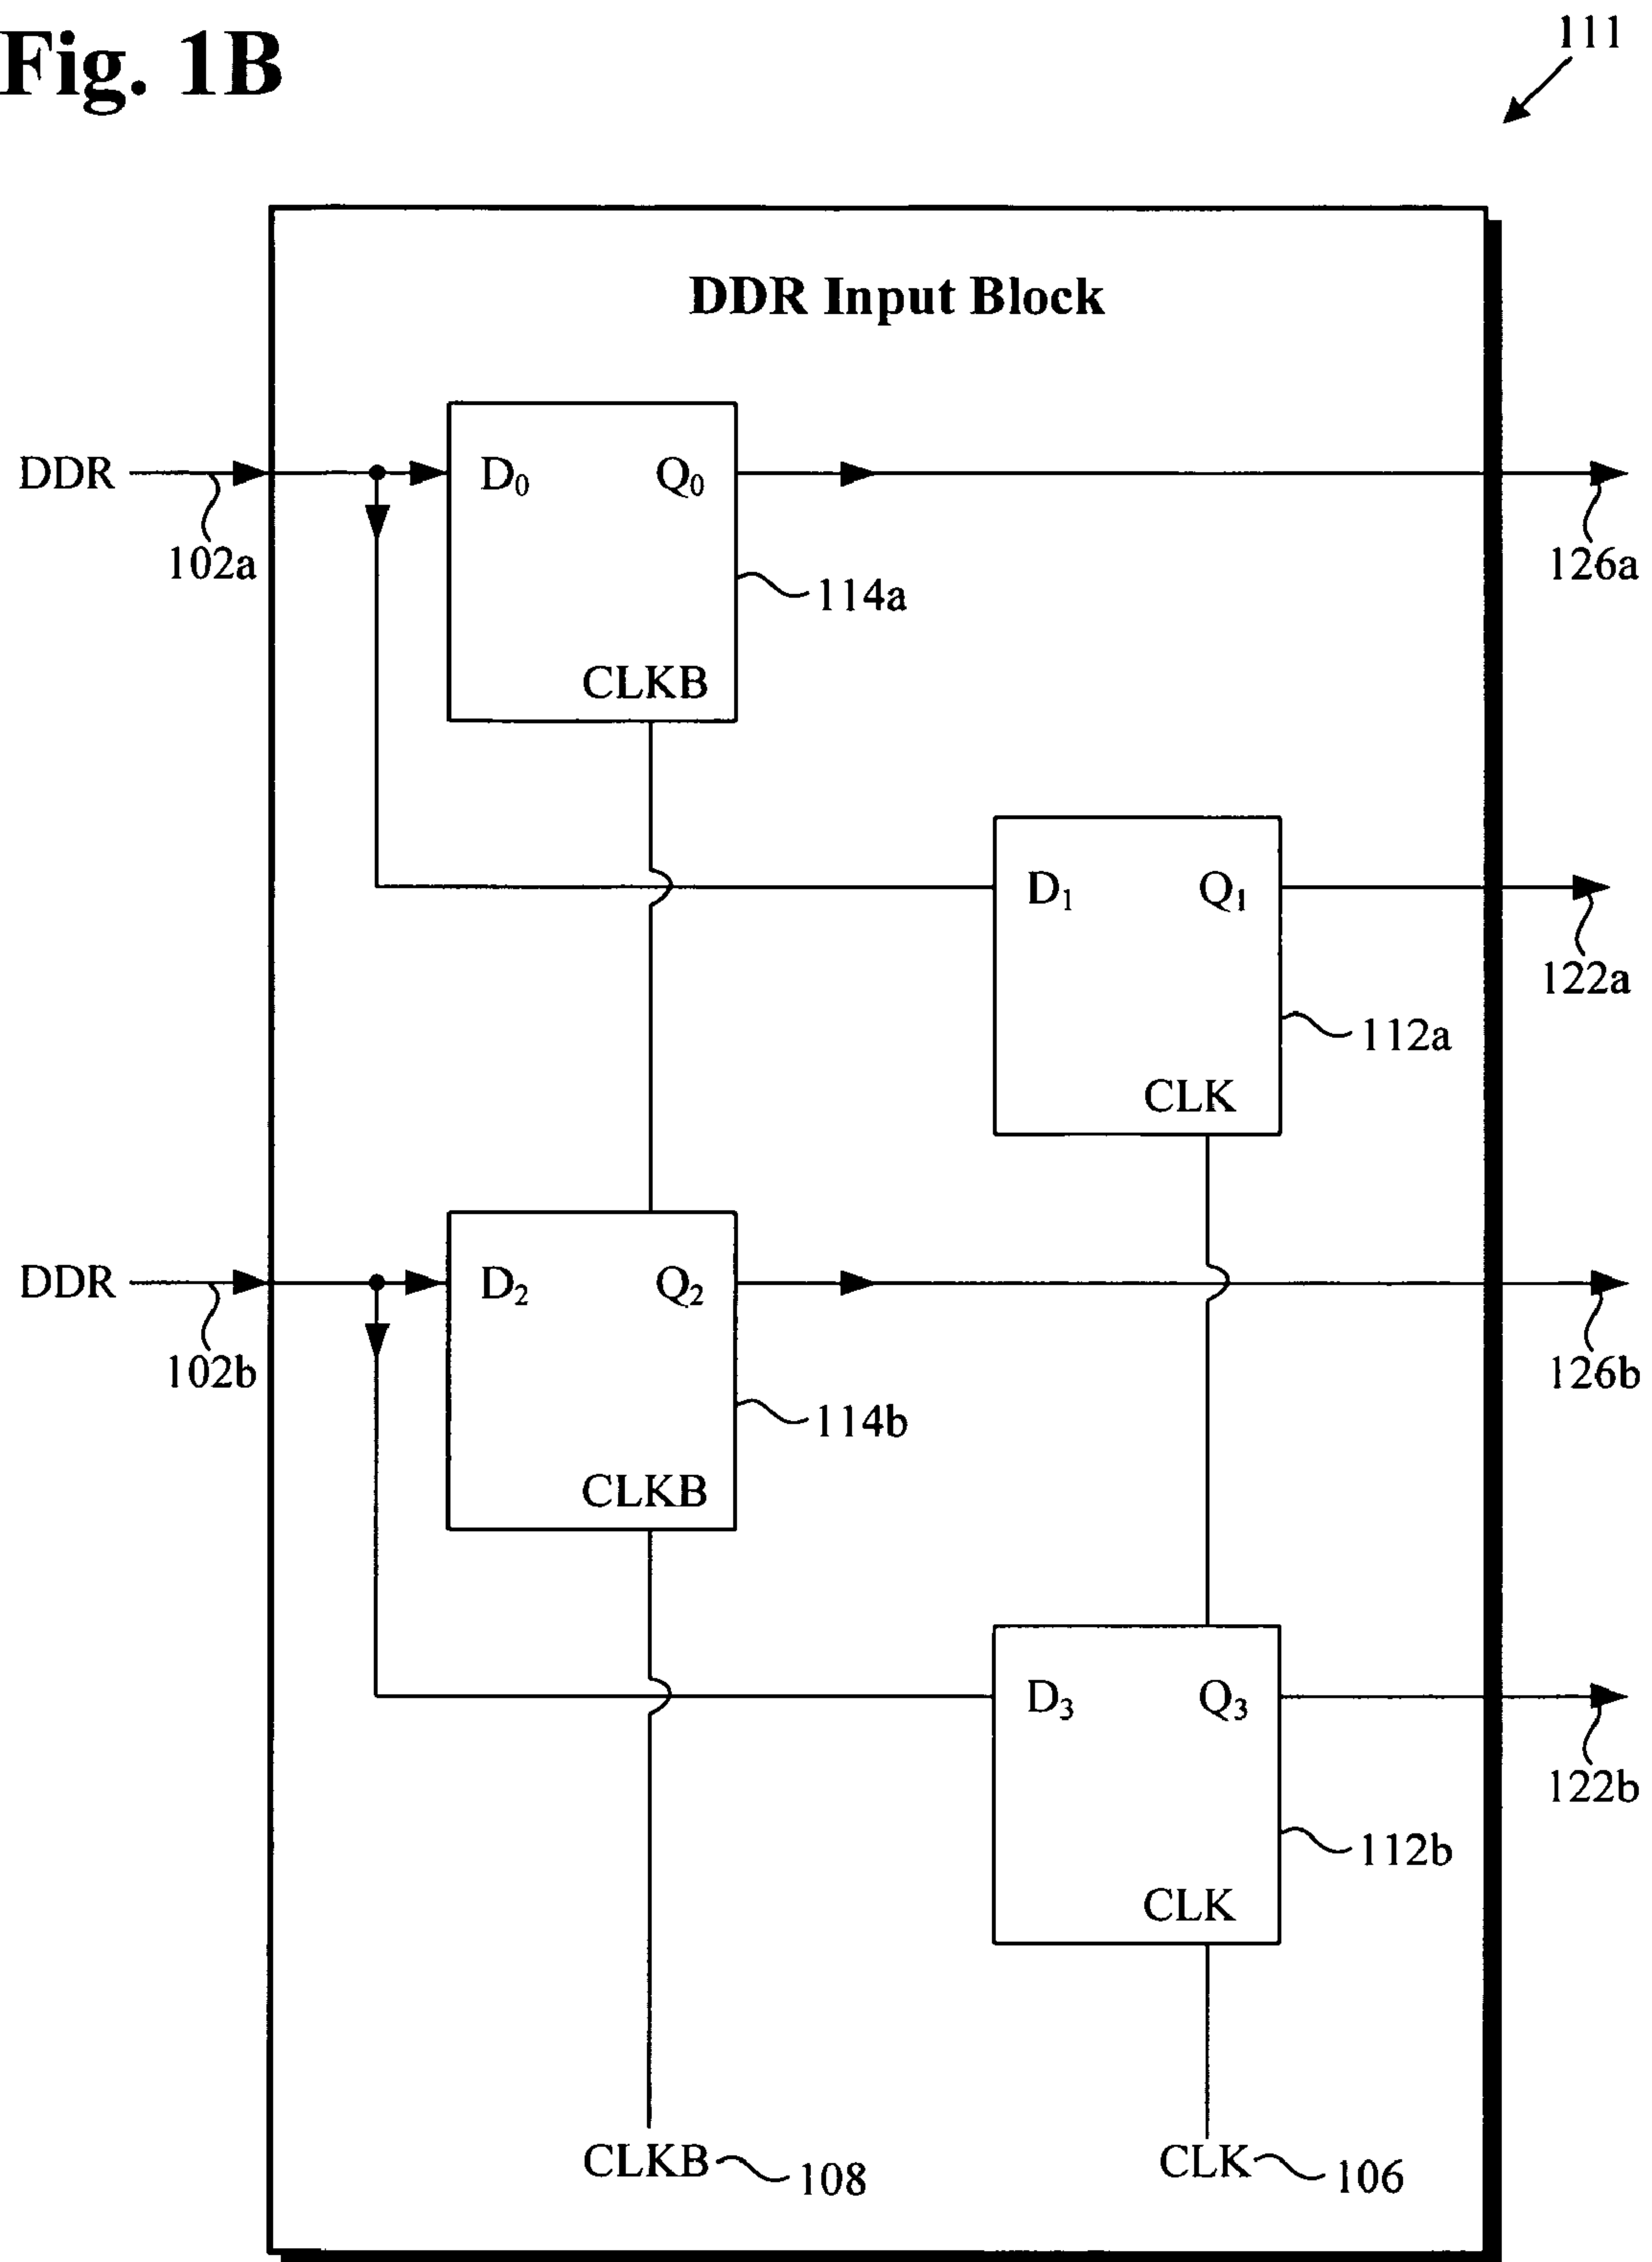 Fig. 1B
111
DDR Input Block
DDR
D0 Q0
102a
126a
114a
CLKB
D1 Q1
122a
112a
CLK
DDR
D2 Q2
102b
126b
114b
CLKB
D3 Q3
122b
112b
CLK
CLKB 108
CLK 106